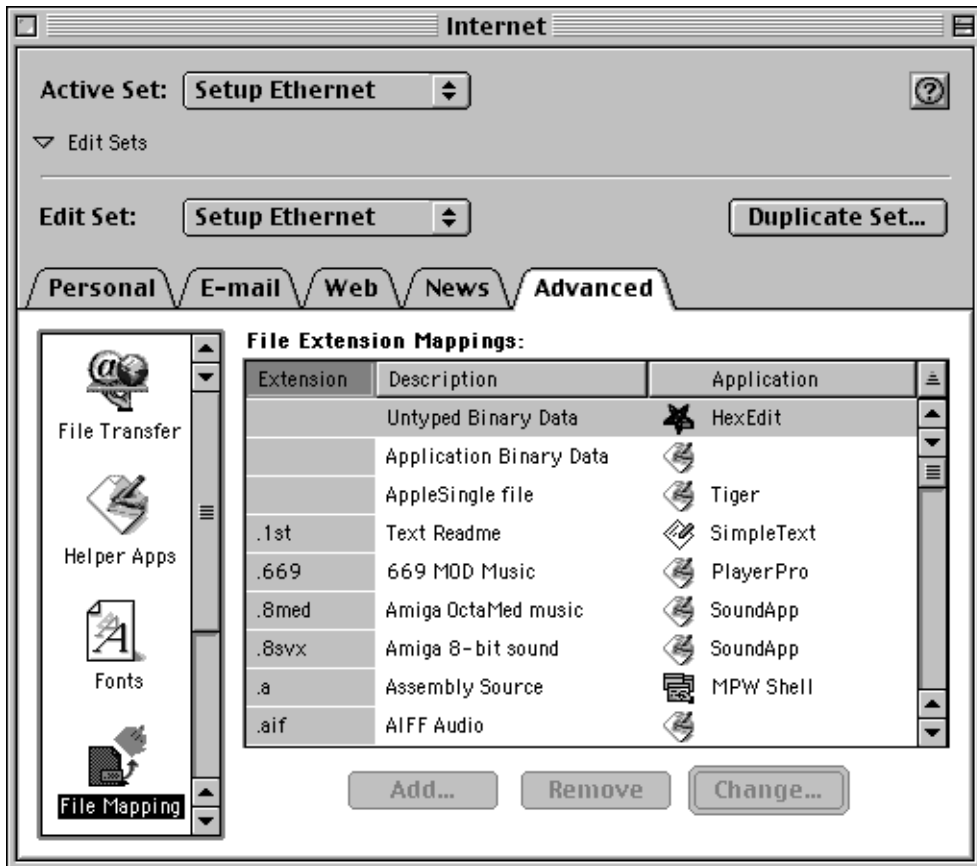 Internet
Active Set: Setup Ethernet
Edit Sets
Edit Set: Setup Ethernet Duplicate Set...
Personal E-mail Web News Advanced
File Transfer
Helper Apps
Fonts
File Mapping
File Extension Mappings:
Extension Description Application
Untyped Binary Data HexEdit
Application Binary Data
AppleSingle file Tiger
.1st Text Readme SimpleText
.669 669 MOD Music PlayerPro
.8med Amiga OctaMed music SoundApp
.8svx Amiga 8-bit sound SoundApp
.a Assembly Source MPW Shell
.aif AIFF Audio
Add... Remove Change...